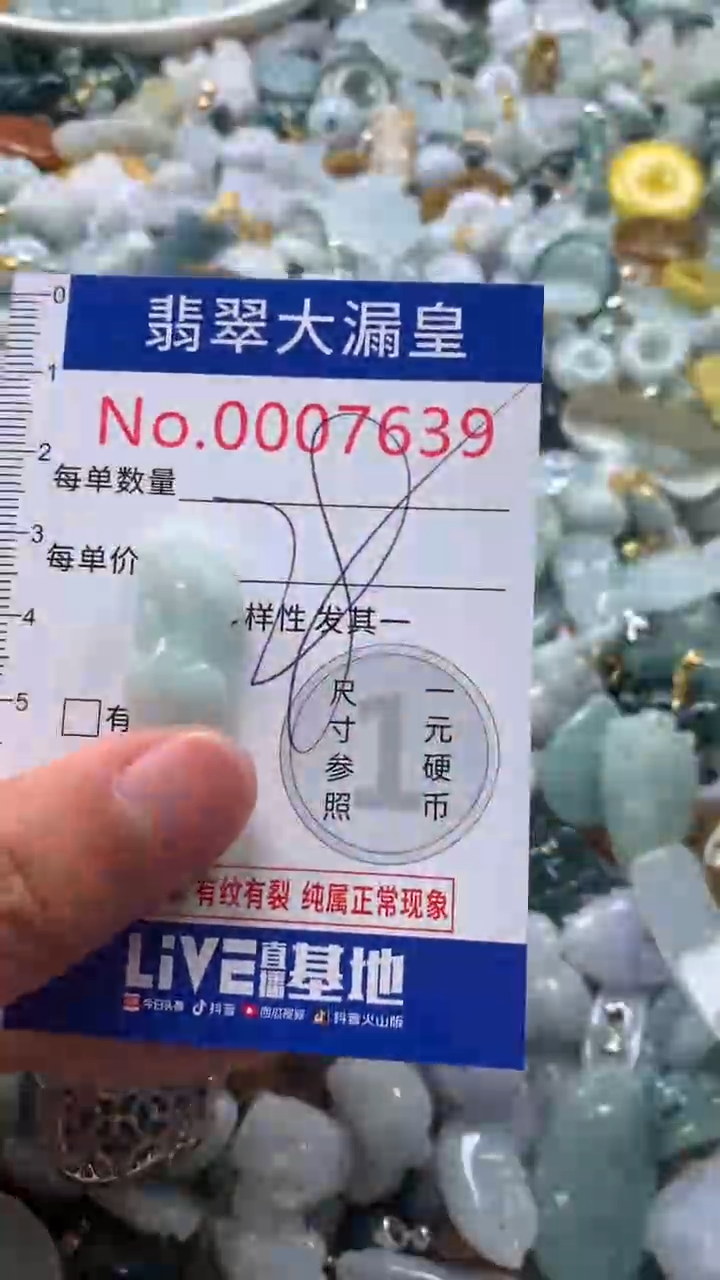 0
1
2
3
4
5
翡翠大漏皇
No.0007639
每单数量
每单价
样性 发其一
有
尺寸参照
一元硬币
1
有纹有裂 纯属正常现象
LiVE直播基地
今日头条 抖音 西瓜视频 抖音火山版